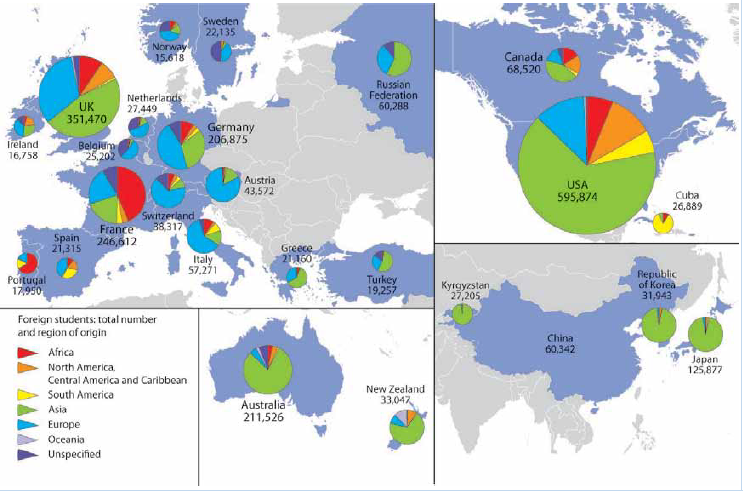 Sweden
22,135
Norway
15,618
Russian
Federation
60,288
UK
351,470
Netherlands
27,449
Germany
206,875
Ireland
16,758
Belgium
25,202
Austria
43,572
France
246,612
Switzerland
38,317
Italy
57,271
Spain
21,315
Portugal
17,950
Greece
21,160
Turkey
19,257
Canada
68,520
USA
595,874
Cuba
26,889
Kyrgyzstan
27,205
China
60,342
Republic
of Korea
31,943
Japan
125,877
Foreign students: total number
and region of origin
Africa
North America,
Central America and Caribbean
South America
Asia
Europe
Oceania
Unspecified
Australia
211,526
New Zealand
33,047